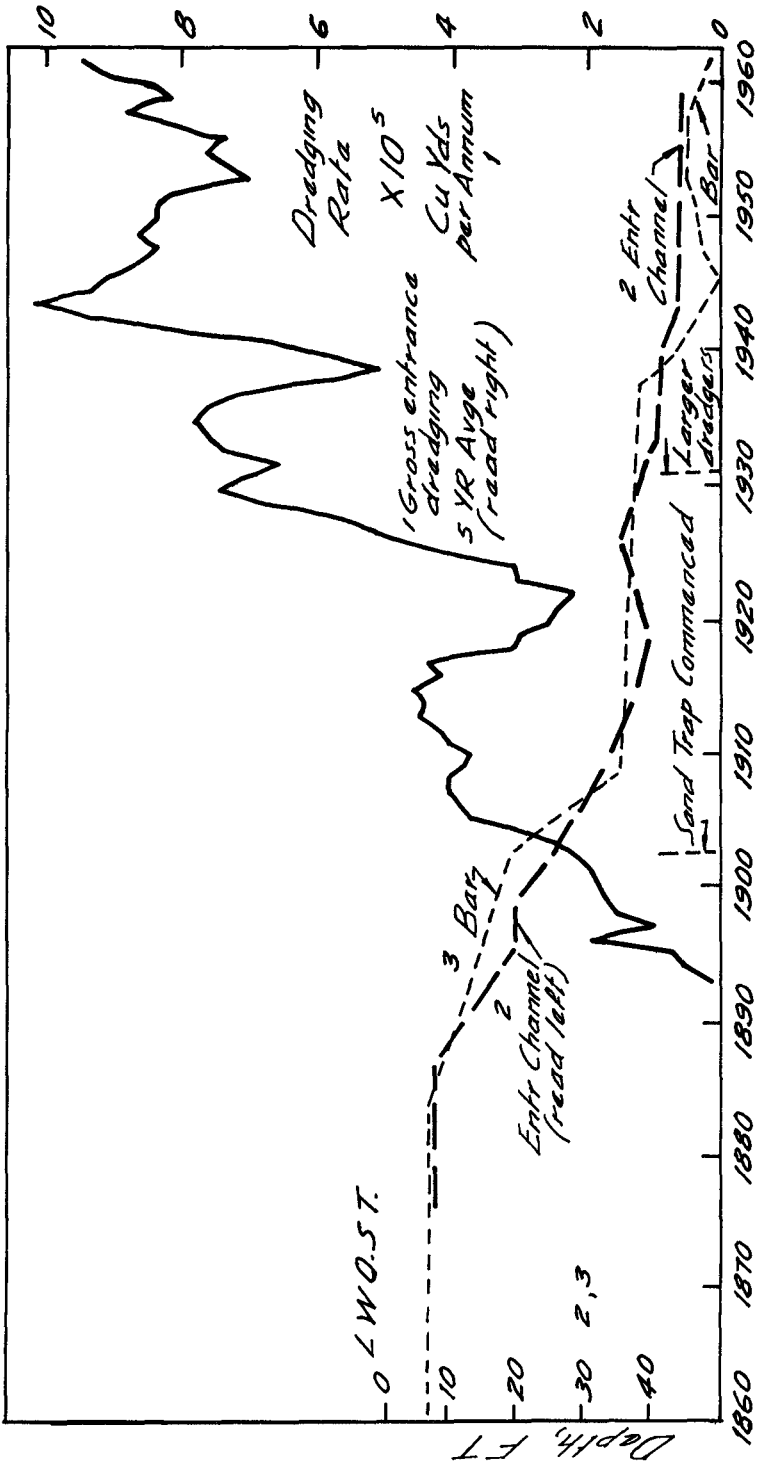 10
8
6
4
2
0
Dredging
Rate
X 10⁵
Cu Yds
per Annum
1
1 Gross entrance
dredging
5 YR Avge
(read right)
2 Entr
Channel
Bar
Larger
dredgers
Sand Trap Commenced
3 Bar
2
Entr Channel
(read left)
L W O.S.T.
0
10
20
30
40
2,3
Depth, FT
1860
1870
1880
1890
1900
1910
1920
1930
1940
1950
1960